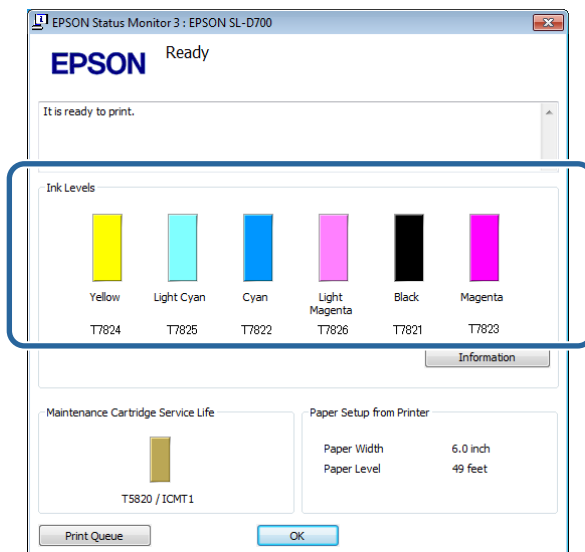 EPSON Status Monitor 3 : EPSON SL-D700
EPSON
Ready
It is ready to print.
Ink Levels
Yellow Light Cyan Cyan Light Magenta Black Magenta
T7824 T7825 T7822 T7826 T7821 T7823
Information
Maintenance Cartridge Service Life
T5820 / ICMT1
Paper Setup from Printer
Paper Width 6.0 inch
Paper Level 49 feet
Print Queue OK